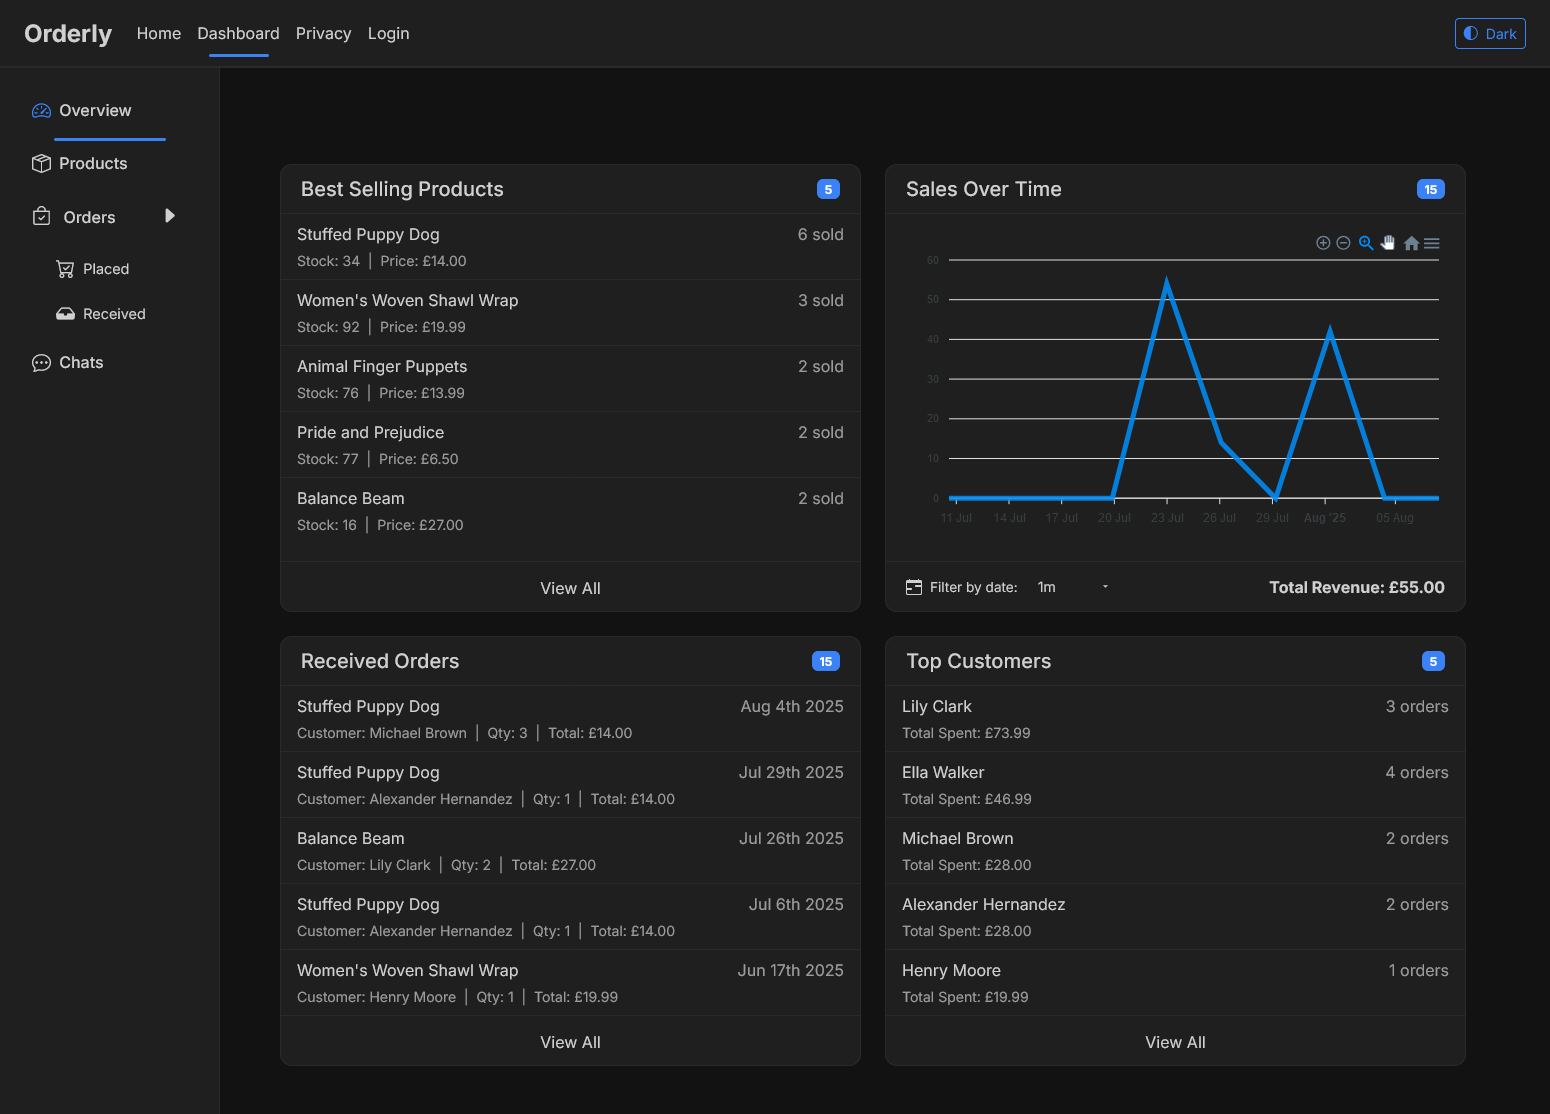 Orderly Home Dashboard Privacy Login Dark
Overview
Products
Orders
Placed
Received
Chats
Best Selling Products 5
Stuffed Puppy Dog 6 sold
Stock: 34 | Price: £14.00
Women's Woven Shawl Wrap 3 sold
Stock: 92 | Price: £19.99
Animal Finger Puppets 2 sold
Stock: 76 | Price: £13.99
Pride and Prejudice 2 sold
Stock: 77 | Price: £6.50
Balance Beam 2 sold
Stock: 16 | Price: £27.00
View All
Sales Over Time 15
60
50
40
30
20
10
0
11 Jul 14 Jul 17 Jul 20 Jul 23 Jul 26 Jul 29 Jul Aug '25 05 Aug
Filter by date: 1m Total Revenue: £55.00
Received Orders 15
Stuffed Puppy Dog Aug 4th 2025
Customer: Michael Brown | Qty: 3 | Total: £14.00
Stuffed Puppy Dog Jul 29th 2025
Customer: Alexander Hernandez | Qty: 1 | Total: £14.00
Balance Beam Jul 26th 2025
Customer: Lily Clark | Qty: 2 | Total: £27.00
Stuffed Puppy Dog Jul 6th 2025
Customer: Alexander Hernandez | Qty: 1 | Total: £14.00
Women's Woven Shawl Wrap Jun 17th 2025
Customer: Henry Moore | Qty: 1 | Total: £19.99
View All
Top Customers 5
Lily Clark 3 orders
Total Spent: £73.99
Ella Walker 4 orders
Total Spent: £46.99
Michael Brown 2 orders
Total Spent: £28.00
Alexander Hernandez 2 orders
Total Spent: £28.00
Henry Moore 1 orders
Total Spent: £19.99
View All